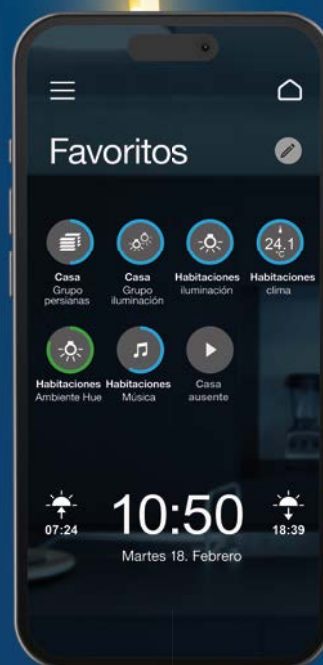 Favoritos
24.1
°C
Casa
Grupo
persianas
Casa
Grupo
iluminación
Habitaciones
iluminación
Habitaciones
clima
Habitaciones
Ambiente Hue
Habitaciones
Música
Casa
ausente
07:24
10:50
18:39
Martes 18. Febrero